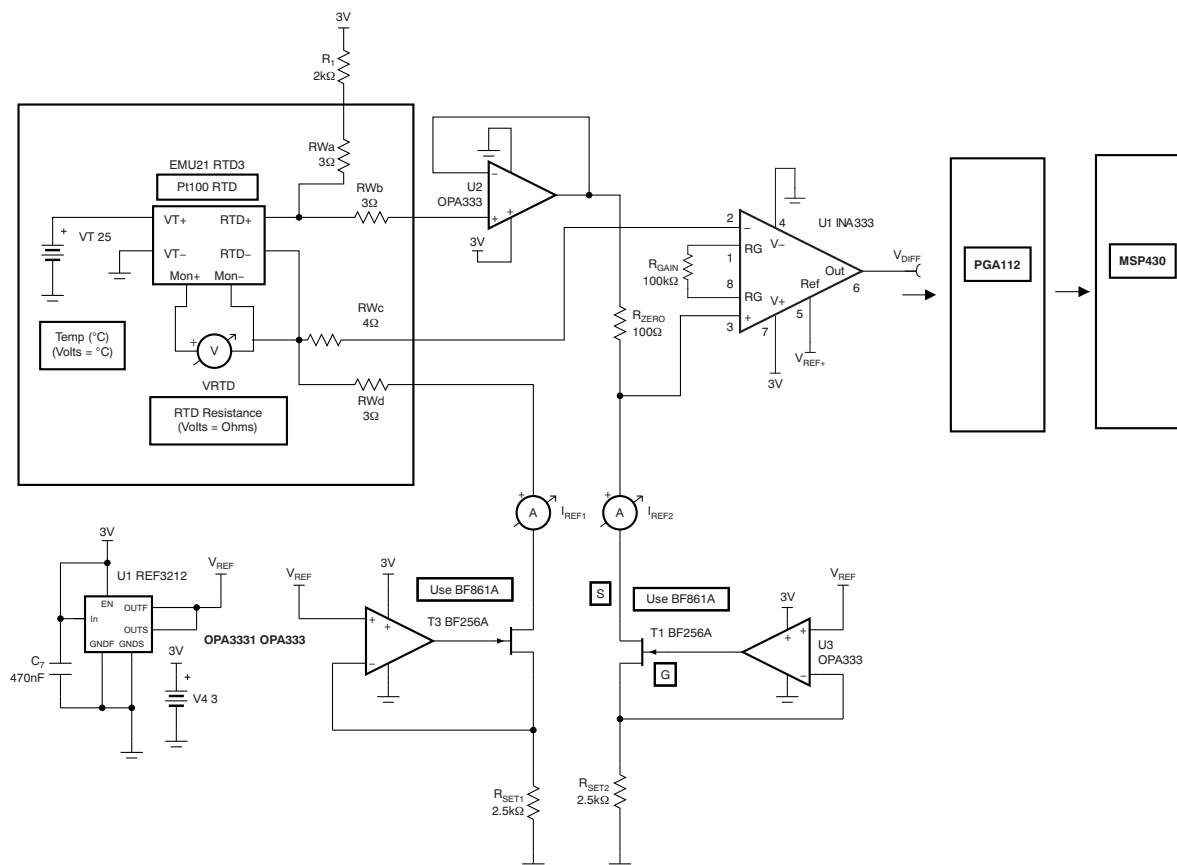 3V
R1
2kΩ
EMU21 RTD3
Pt100 RTD
RWa
3Ω
VT+
RTD+
VT−
RTD−
Mon+
Mon−
+
VT 25
RWb
3Ω
RWc
4Ω
RWd
3Ω
Temp (°C)
(Volts = °C)
+
V
VRTD
RTD Resistance
(Volts = Ohms)
−
+
+
U2
OPA333
3V
RZERO
100Ω
RGAIN
100kΩ
2
−
4
V−
RG
1
8
RG
V+
+
3
7
3V
U1 INA333
Out
6
Ref
5
VREF+
VDIFF
PGA112
MSP430
+
A
IREF1
+
A
IREF2
3V
U1 REF3212
VREF
EN
In
OUTF
OUTS
GNDF
GNDS
C7
470nF
OPA3331 OPA333
3V
+
V4 3
VREF
3V
+
+
−
Use BF861A
T3 BF256A
S
Use BF861A
T1 BF256A
G
VREF
3V
+
+
−
U3
OPA333
RSET1
2.5kΩ
RSET2
2.5kΩ